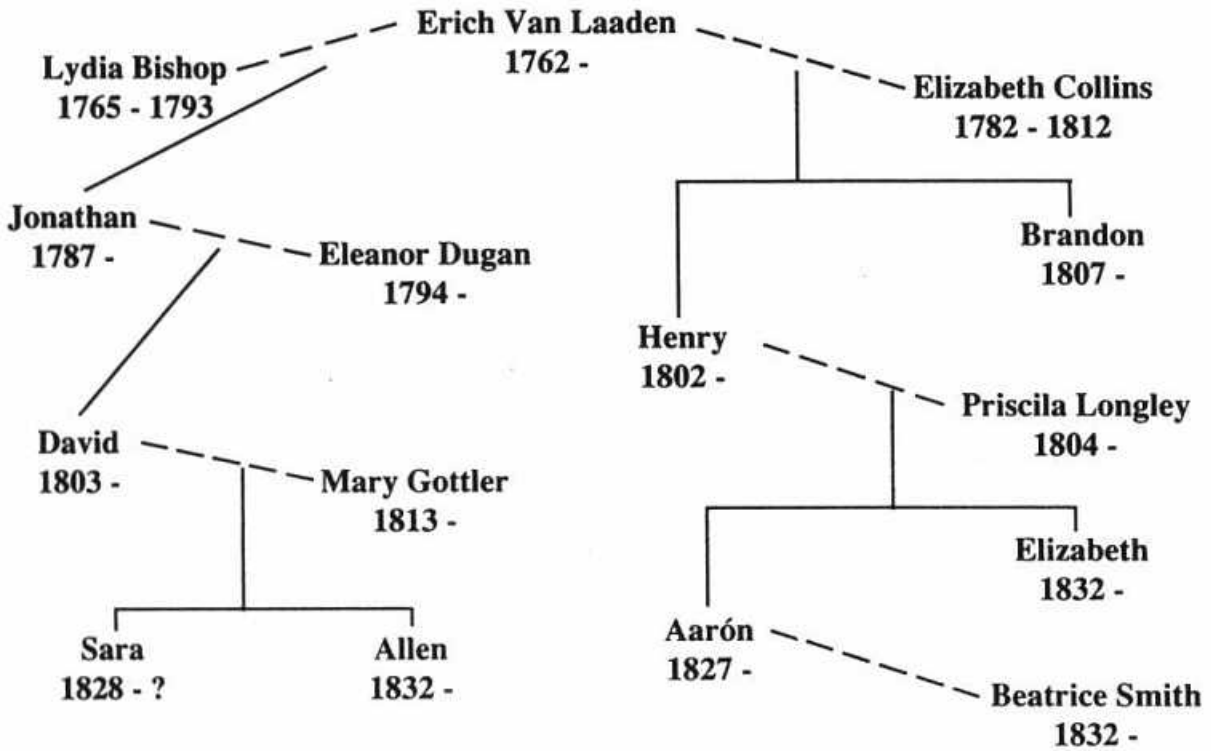 Erich Van Laaden
1762 -
Lydia Bishop
1765 - 1793
Elizabeth Collins
1782 - 1812
Jonathan
1787 -
Eleanor Dugan
1794 -
Brandon
1807 -
Henry
1802 -
Priscila Longley
1804 -
David
1803 -
Mary Gottler
1813 -
Elizabeth
1832 -
Sara
1828 - ?
Allen
1832 -
Aarón
1827 -
Beatrice Smith
1832 -